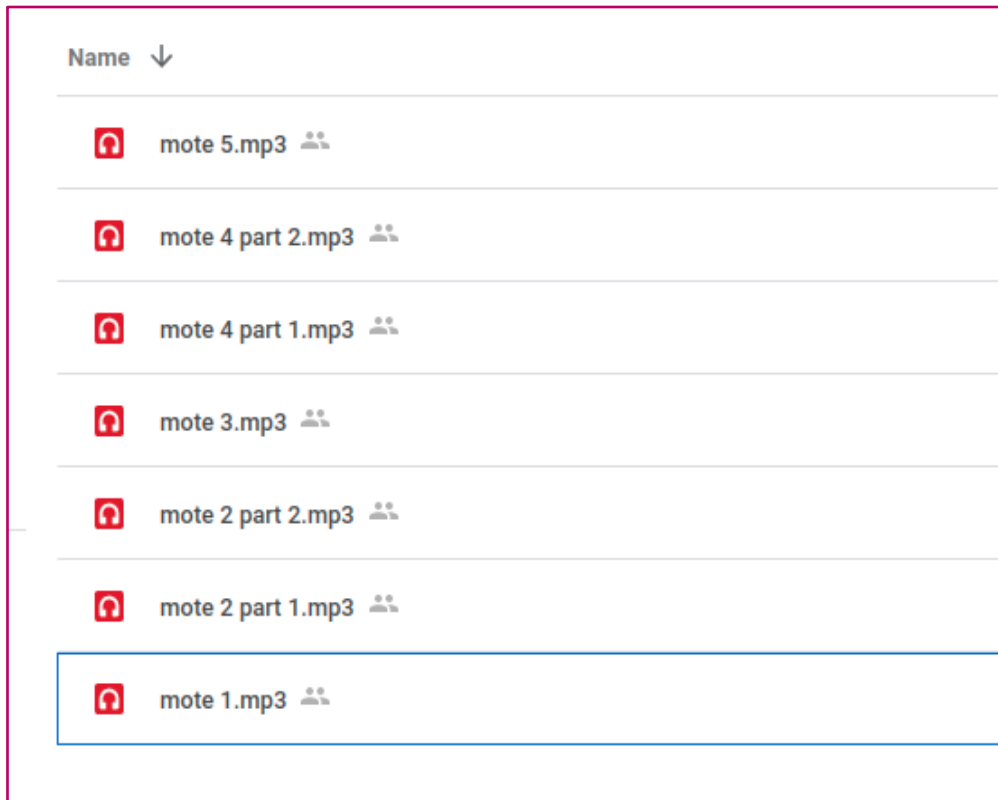 Name
mote 5.mp3
mote 4 part 2.mp3
mote 4 part 1.mp3
mote 3.mp3
mote 2 part 2.mp3
mote 2 part 1.mp3
mote 1.mp3